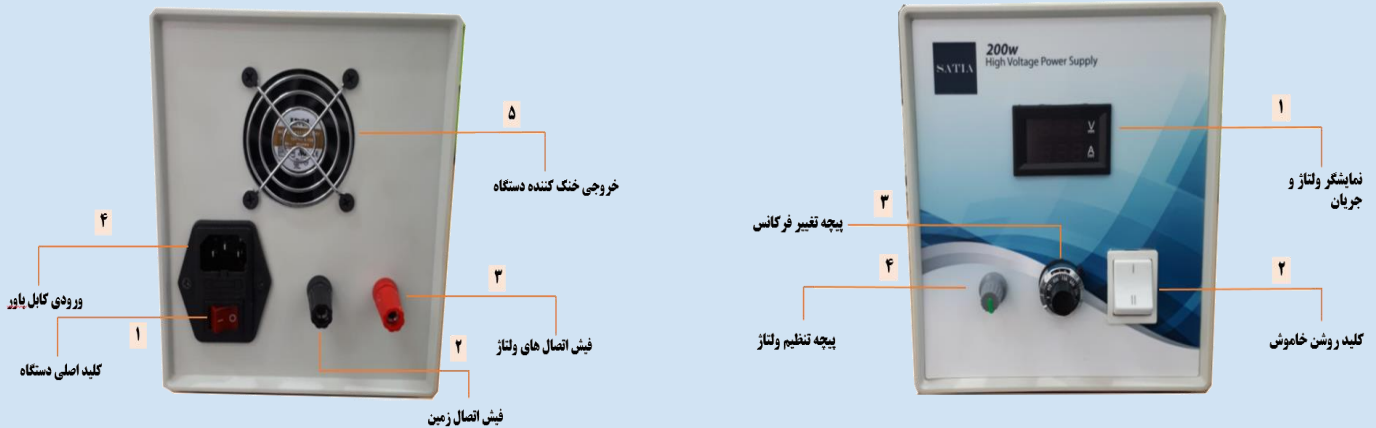 ۵
خروجی خنک کننده دستگاه
۴
ورودی کابل پاور
۱
کلید اصلی دستگاه
۳
فیش اتصال های ولتاژ
۲
فیش اتصال زمین
SATIA
200w
High Voltage Power Supply
V
A
۱
نمایشگر ولتاژ و
جریان
۳
پیچه تغییر فرکانس
۴
پیچه تنظیم ولتاژ
۲
کلید روشن خاموش